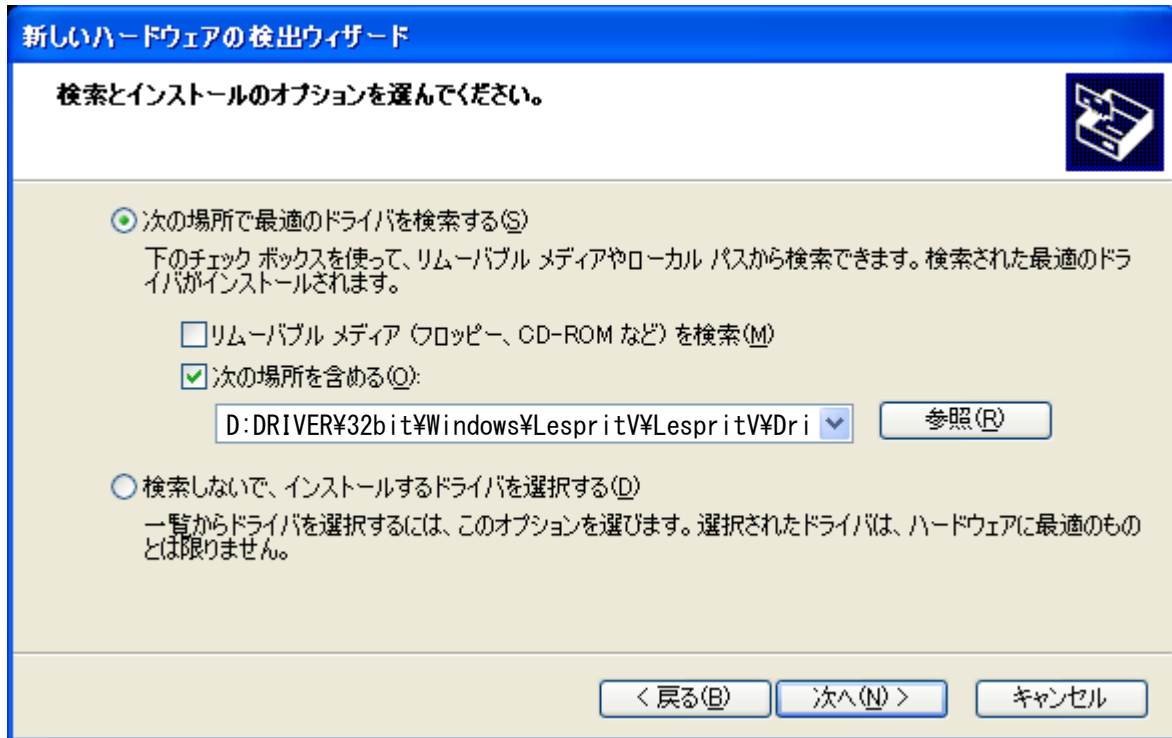 新しいハードウェアの検出ウィザード
検索とインストールのオプションを選んでください。
次の場所で最適のドライバを検索する(S)
下のチェック ボックスを使って、リムーバブル メディアやローカル パスから検索できます。検索された最適のドラ
イバがインストールされます。
リムーバブル メディア (フロッピー、CD-ROM など) を検索(M)
次の場所を含める(O):
D:DRIVER¥32bit¥Windows¥LespritV¥LespritV¥Dri
参照(R)
検索しないで、インストールするドライバを選択する(D)
一覧からドライバを選択するには、このオプションを選びます。選択されたドライバは、ハードウェアに最適のもの
とは限りません。
< 戻る(B)
次へ(N) >
キャンセル